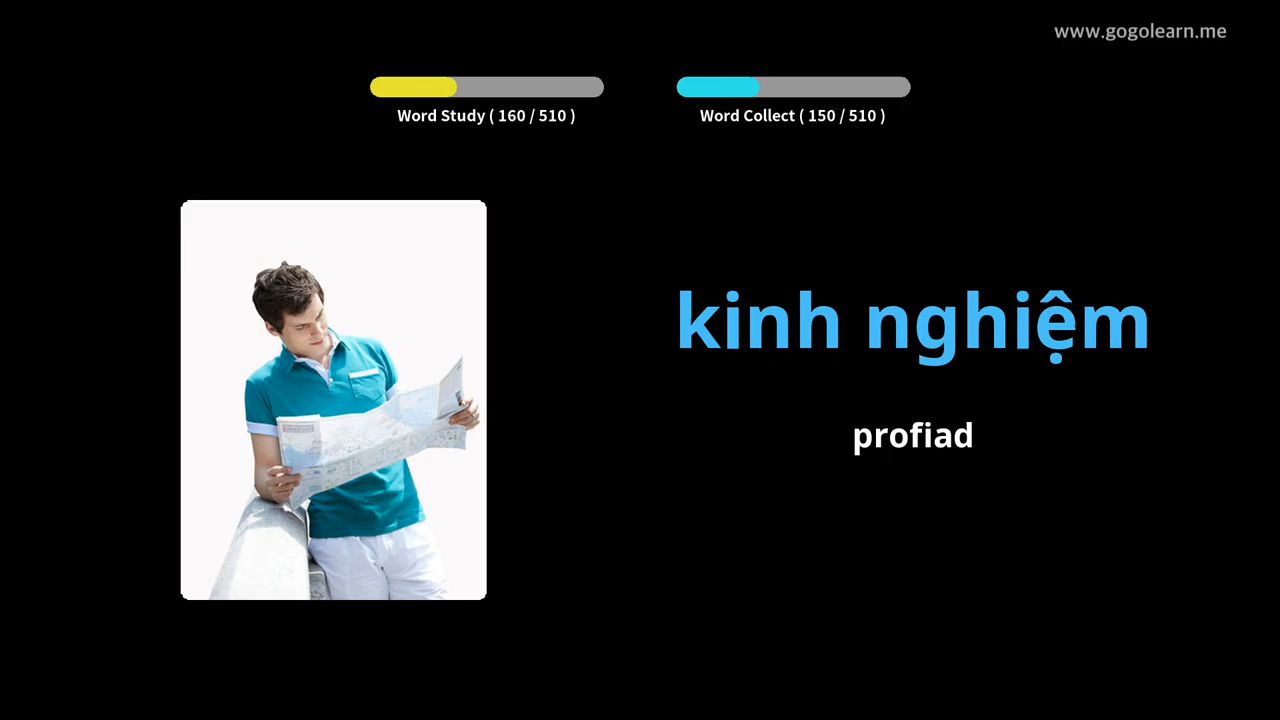 www.gogolearn.me
Word Study ( 160 / 510 )
Word Collect ( 150 / 510 )
kinh nghiệm
profiad